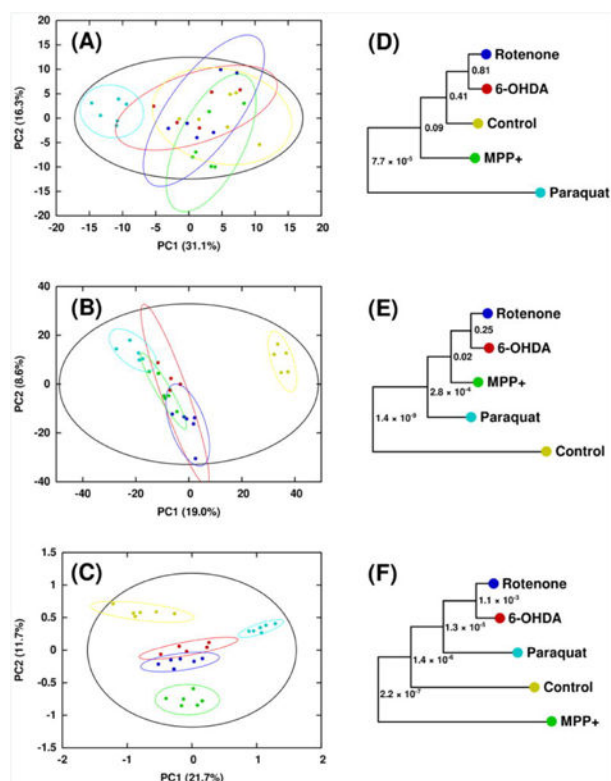 (A)
20
15
10
5
0
-5
-10
-15
-20
PC2 (16.3%)
-20 -15 -10 -5 0 5 10 15 20
PC1 (31.1%)
(D)
Rotenone
0.81
6-OHDA
0.41
Control
0.09
MPP+
7.7 × 10⁻⁵
Paraquat
(B)
40
20
0
-20
-40
PC2 (8.6%)
-40 -20 0 20 40
PC1 (19.0%)
(E)
Rotenone
0.25
6-OHDA
0.02
MPP+
2.8 × 10⁻⁴
Paraquat
1.4 × 10⁻⁹
Control
(C)
1.5
1
0.5
0
-0.5
-1
-1.5
PC2 (11.7%)
-2 -1 0 1 2
PC1 (21.7%)
(F)
Rotenone
1.1 × 10⁻³
6-OHDA
1.3 × 10⁻⁵
Paraquat
1.4 × 10⁻⁶
Control
2.2 × 10⁻⁷
MPP+